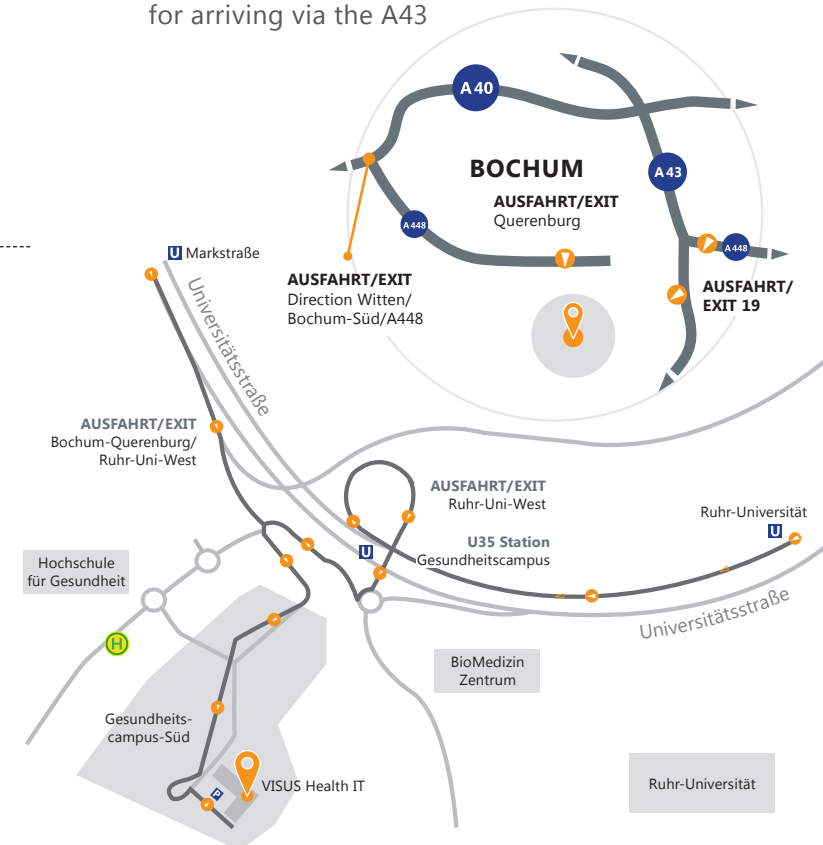 for arriving via the A43
A 40
BOCHUM
A 43
AUSFAHRT/EXIT
Querenburg
A 448
A 448
U Markstraße
AUSFAHRT/EXIT
Direction Witten/
Bochum-Süd/A448
AUSFAHRT/
EXIT 19
Universitätsstraße
AUSFAHRT/EXIT
Bochum-Querenburg/
Ruhr-Uni-West
AUSFAHRT/EXIT
Ruhr-Uni-West
Ruhr-Universität
U
U35 Station
Gesundheitscampus
U
Hochschule
für Gesundheit
Universitätsstraße
H
BioMedizin
Zentrum
Gesundheits-
campus-Süd
VISUS Health IT
P
Ruhr-Universität